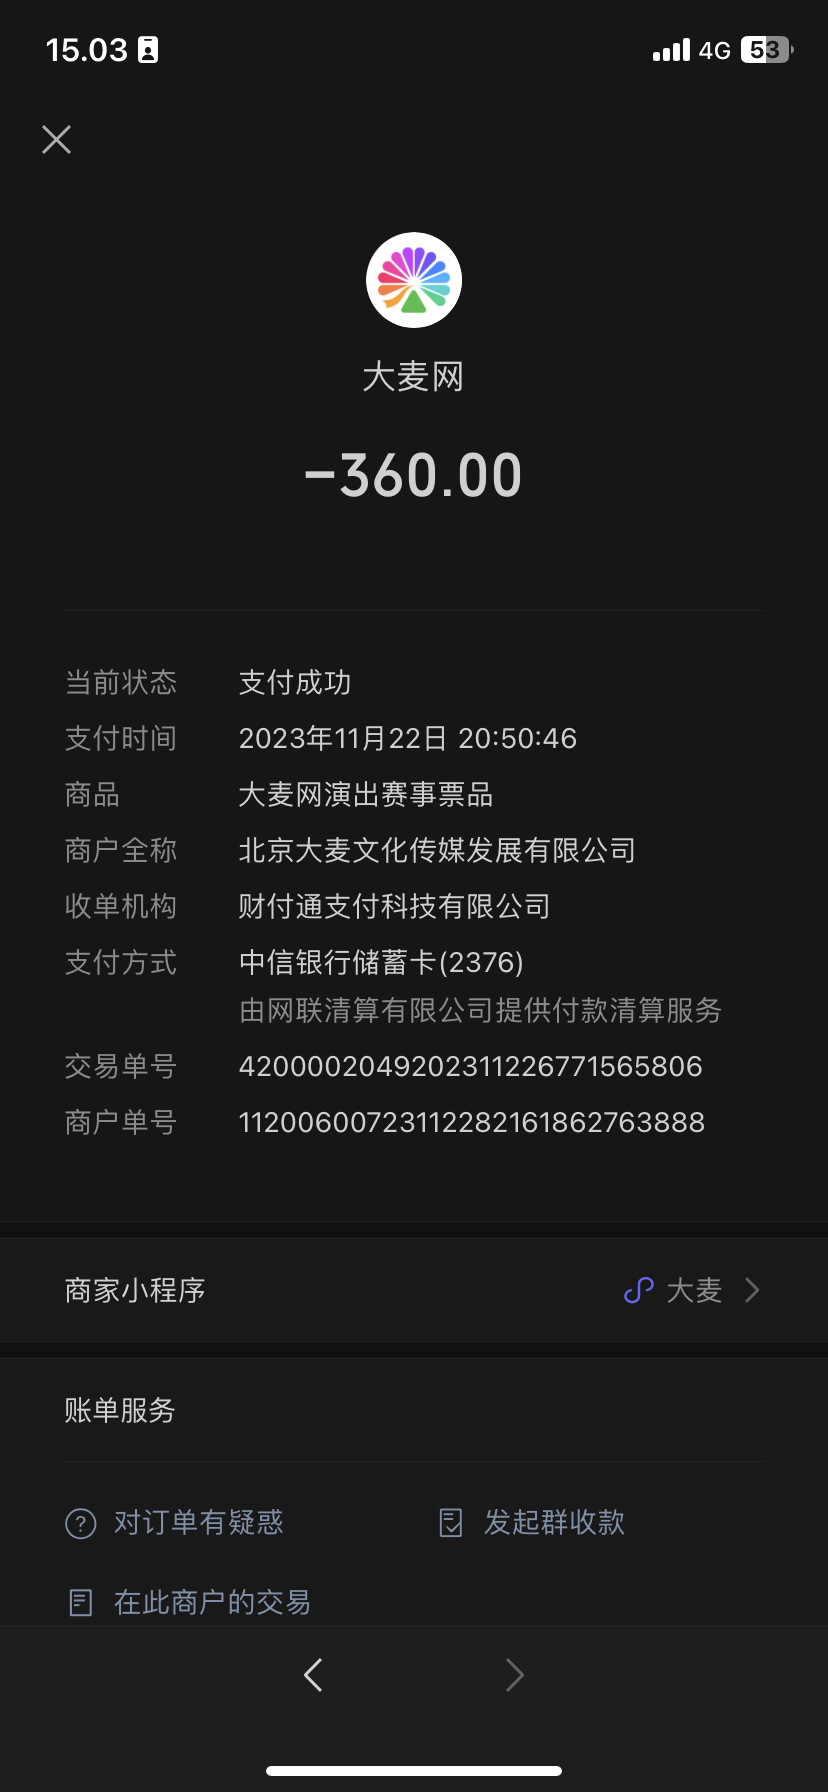 15.03
4G
53
大麦网
-360.00
当前状态 支付成功
支付时间 2023年11月22日 20:50:46
商品 大麦网演出赛事票品
商户全称 北京大麦文化传媒发展有限公司
收单机构 财付通支付科技有限公司
支付方式 中信银行储蓄卡(2376)
由网联清算有限公司提供付款清算服务
交易单号 4200002049202311226771565806
商户单号 1120060072311228216186276388​8
商家小程序 大麦
账单服务
对订单有疑惑 发起群收款
在此商户的交易